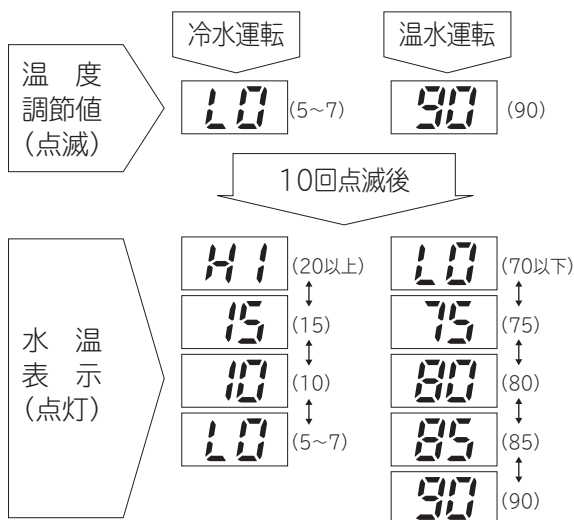 冷水運転
温水運転
温度
調節値
(点滅)
LO (5~7)
90 (90)
10回点滅後
水温
表示
(点灯)
HI (20以上)
LO (70以下)
15 (15)
75 (75)
10 (10)
80 (80)
LO (5~7)
85 (85)
90 (90)